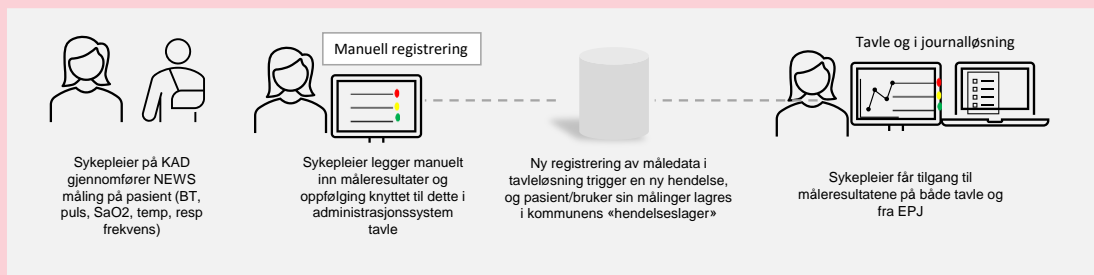 Manuell registrering
Tavle og i journalløsning
Sykepleier på KAD
gjennomfører NEWS
måling på pasient (BT,
puls, SaO2, temp, resp
frekvens)
Sykepleier legger manuelt
inn måleresultater og
oppfølging knyttet til dette i
administrasjonssystem
tavle
Ny registrering av måledata i
tavleløsning trigger en ny hendelse,
og pasient/bruker sin målinger lagres
i kommunens «hendelseslager»
Sykepleier får tilgang til
måleresultatene på både tavle og
fra EPJ